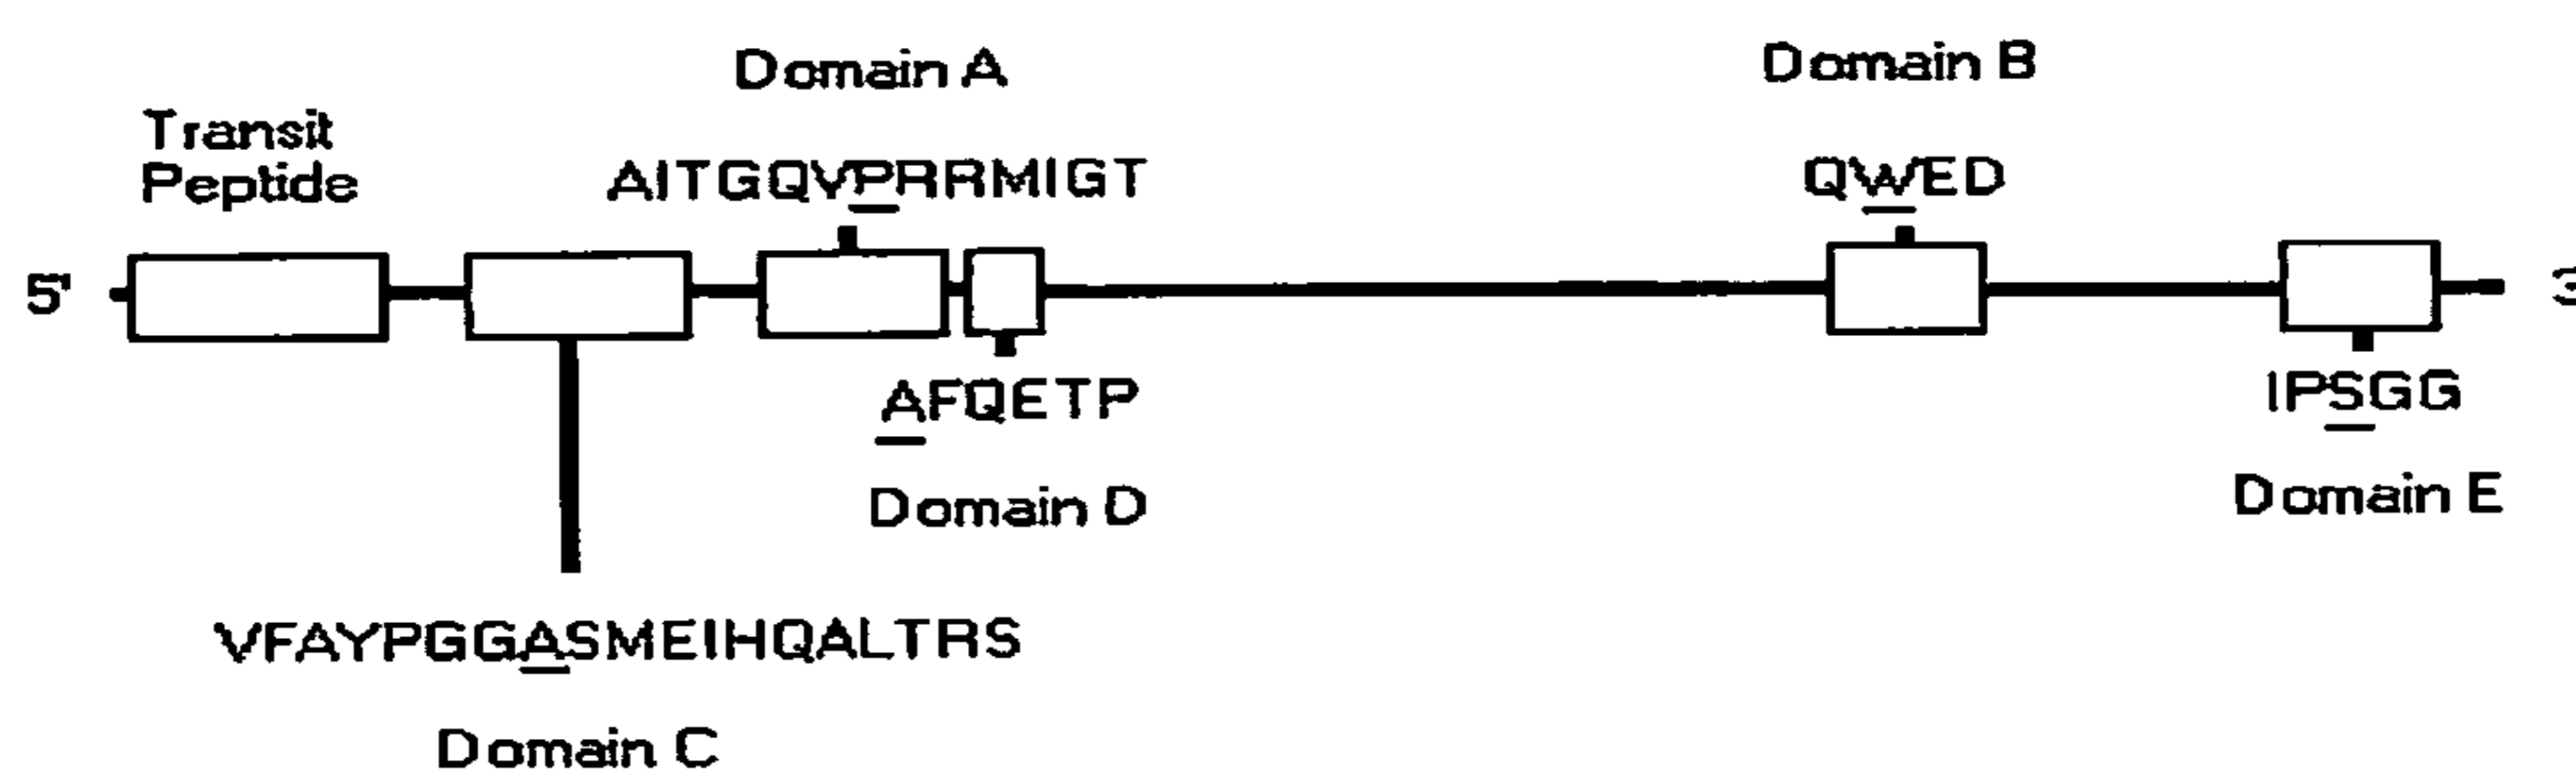 Domain A
Domain B
Transit
Peptide
AITGQVPRRMIGT
QWED
5'
AFQETP
IPSGG
Domain D
Domain E
VFAYPGGASMEIHQALTRS
Domain C